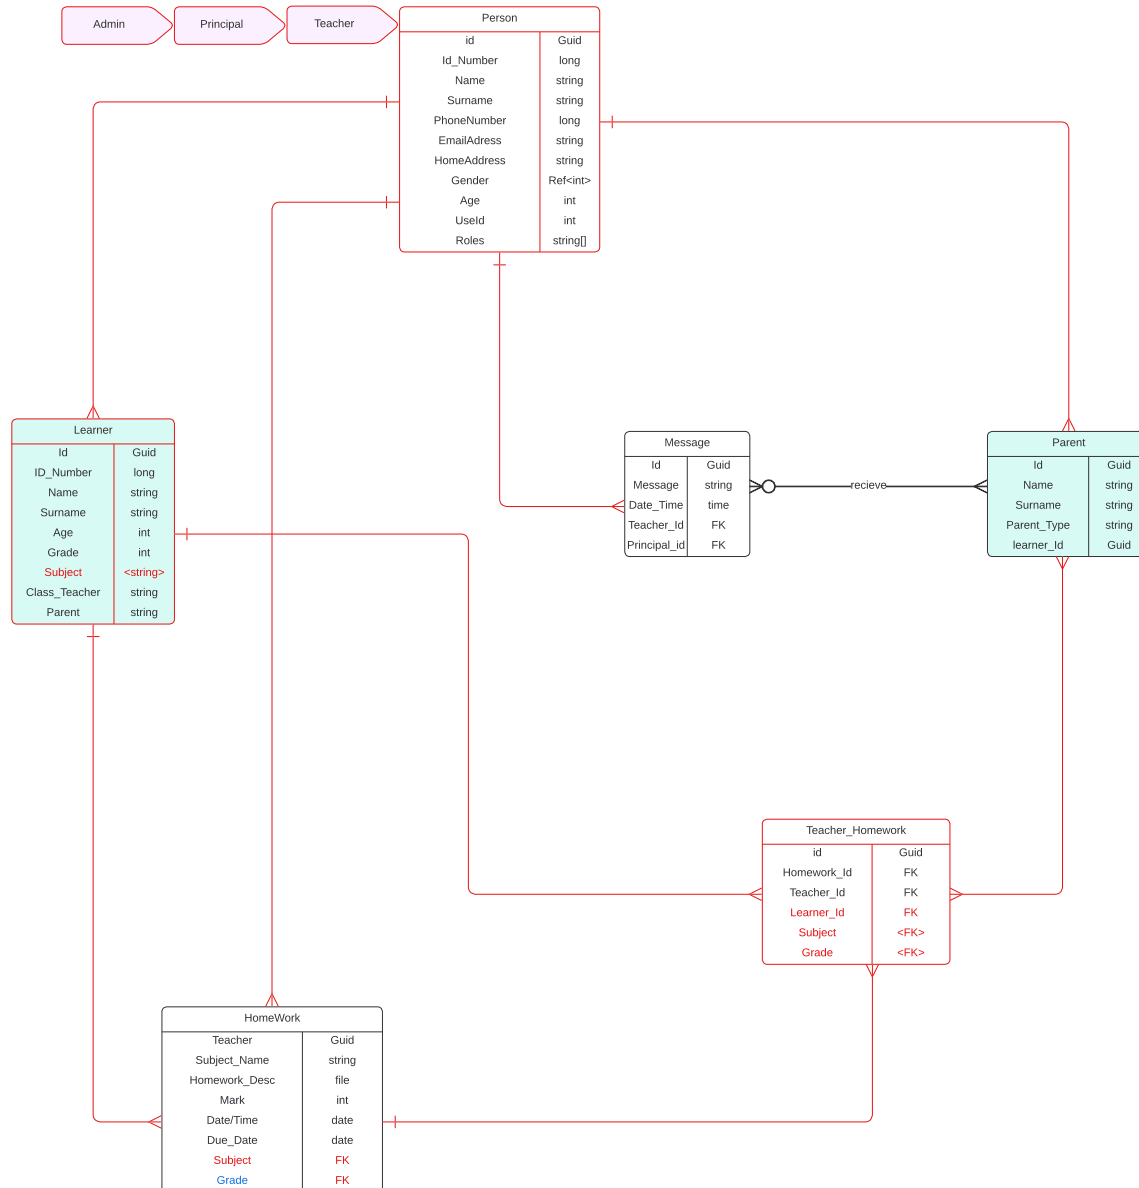 Admin
Principal
Teacher
Person
id Guid
Id_Number long
Name string
Surname string
PhoneNumber long
EmailAdress string
HomeAddress string
Gender Ref<int>
Age int
UseId int
Roles string[]
Learner
Id Guid
ID_Number long
Name string
Surname string
Age int
Grade int
Subject <string>
Class_Teacher string
Parent string
Message
Id Guid
Message string
Date_Time time
Teacher_Id FK
Principal_id FK
recieve
Parent
Id Guid
Name string
Surname string
Parent_Type string
learner_Id Guid
Teacher_Homework
id Guid
Homework_Id FK
Teacher_Id FK
Learner_Id FK
Subject <FK>
Grade <FK>
HomeWork
Teacher Guid
Subject_Name string
Homework_Desc file
Mark int
Date/Time date
Due_Date date
Subject FK
Grade FK